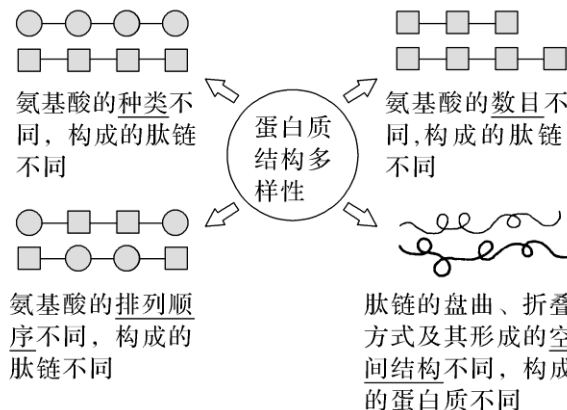 氨基酸的种类不
同，构成的肽链
不同
氨基酸的数目不
同,构成的肽链
不同
蛋白质
结构多
样性
氨基酸的排列顺
序不同，构成的
肽链不同
肽链的盘曲、折叠
方式及其形成的空
间结构不同，构成
的蛋白质不同